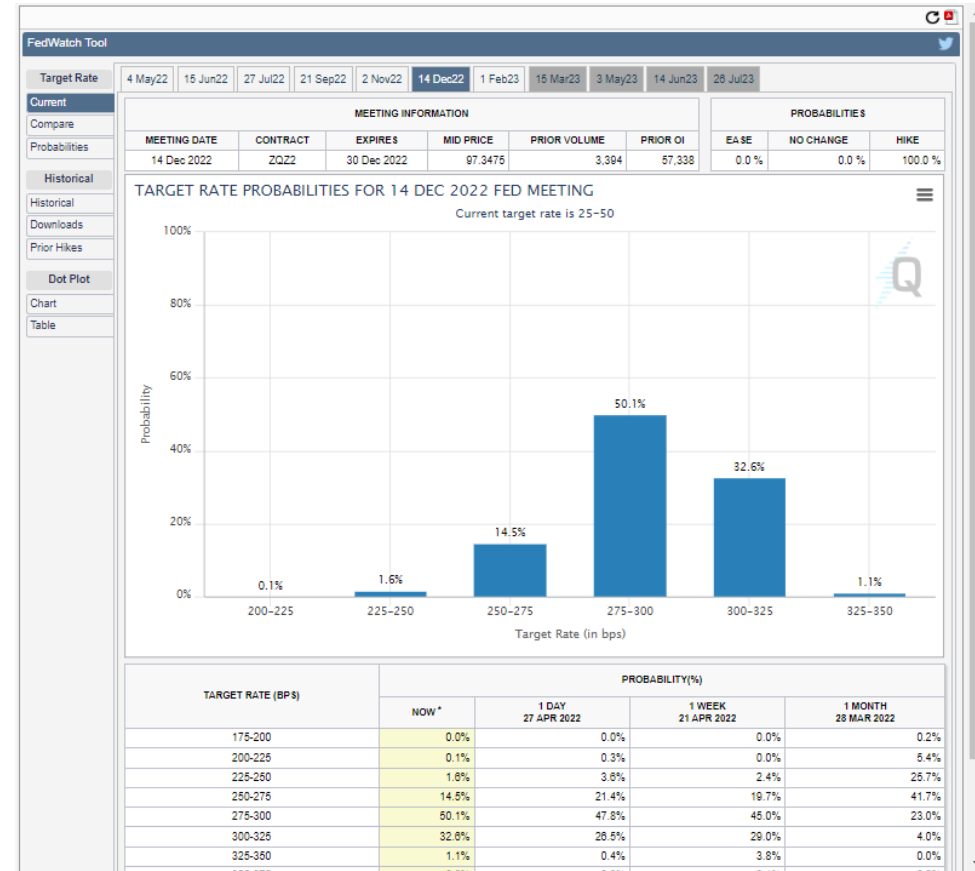 FedWatch Tool
Target Rate
Current
Compare
Probabilities
Historical
Historical
Downloads
Prior Hikes
Dot Plot
Chart
Table
4 May22 15 Jun22 27 Jul22 21 Sep22 2 Nov22 14 Dec22 1 Feb23 15 Mar23 3 May23 14 Jun23 26 Jul23
MEETING INFORMATION PROBABILITIES
MEETING DATE CONTRACT EXPIRES MID PRICE PRIOR VOLUME PRIOR OI EASE NO CHANGE HIKE
14 Dec 2022 ZQZ2 30 Dec 2022 97.3475 3,394 57,338 0.0 % 0.0 % 100.0 %
TARGET RATE PROBABILITIES FOR 14 DEC 2022 FED MEETING
Current target rate is 25-50
Q
Probability
100%
80%
60%
40%
20%
0%
0.1% 1.6% 14.5% 50.1% 32.6% 1.1%
200-225 225-250 250-275 275-300 300-325 325-350
Target Rate (in bps)
TARGET RATE (BPS) PROBABILITY(%)
NOW * 1 DAY 27 APR 2022 1 WEEK 21 APR 2022 1 MONTH 28 MAR 2022
175-200 0.0% 0.0% 0.0% 0.2%
200-225 0.1% 0.3% 0.0% 5.4%
225-250 1.6% 3.6% 2.4% 25.7%
250-275 14.5% 21.4% 19.7% 41.7%
275-300 50.1% 47.8% 45.0% 23.0%
300-325 32.6% 26.5% 29.0% 4.0%
325-350 1.1% 0.4% 3.8% 0.0%